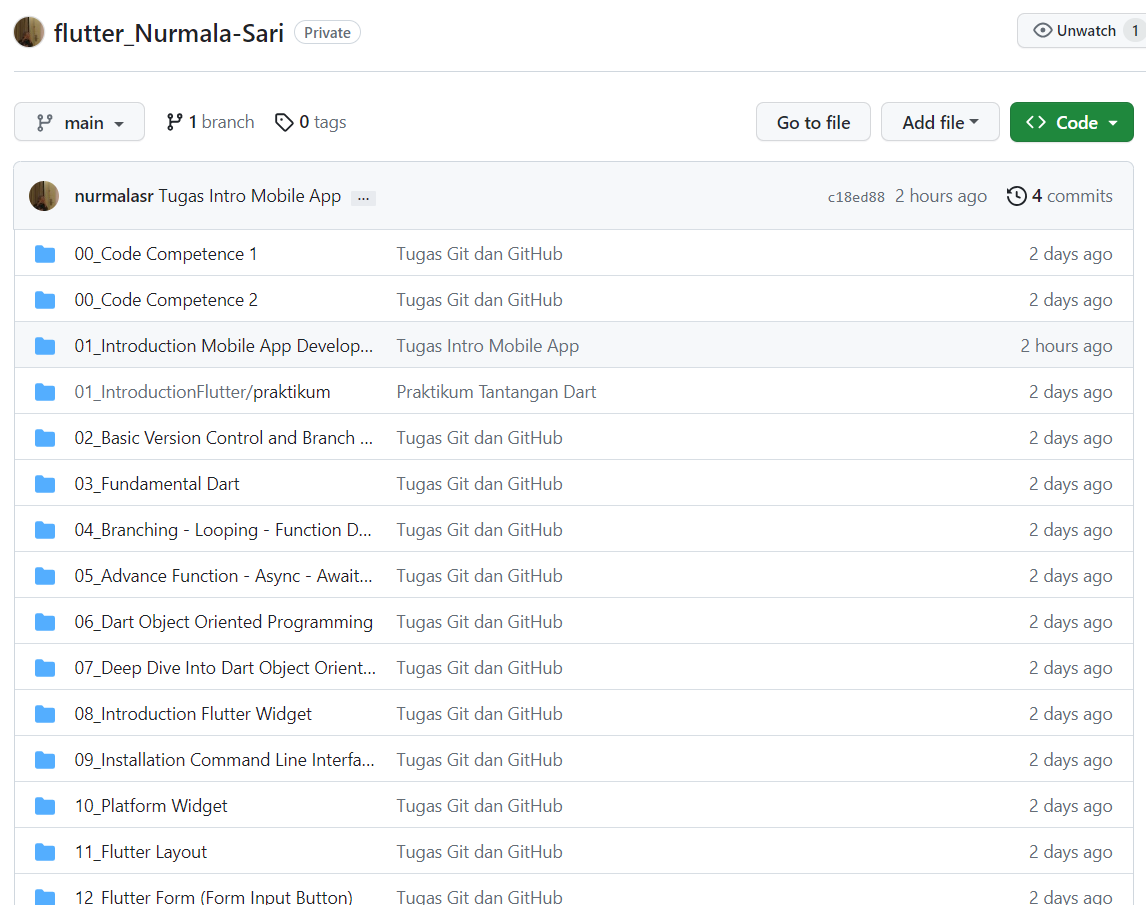 flutter_Nurmala-Sari Private Unwatch 1
main 1 branch 0 tags Go to file Add file Code
nurmalasr Tugas Intro Mobile App ... c18ed88 2 hours ago 4 commits
00_Code Competence 1 Tugas Git dan GitHub 2 days ago
00_Code Competence 2 Tugas Git dan GitHub 2 days ago
01_Introduction Mobile App Develop... Tugas Intro Mobile App 2 hours ago
01_IntroductionFlutter/praktikum Praktikum Tantangan Dart 2 days ago
02_Basic Version Control and Branch ... Tugas Git dan GitHub 2 days ago
03_Fundamental Dart Tugas Git dan GitHub 2 days ago
04_Branching - Looping - Function D... Tugas Git dan GitHub 2 days ago
05_Advance Function - Async - Await... Tugas Git dan GitHub 2 days ago
06_Dart Object Oriented Programming Tugas Git dan GitHub 2 days ago
07_Deep Dive Into Dart Object Orient... Tugas Git dan GitHub 2 days ago
08_Introduction Flutter Widget Tugas Git dan GitHub 2 days ago
09_Installation Command Line Interfa... Tugas Git dan GitHub 2 days ago
10_Platform Widget Tugas Git dan GitHub 2 days ago
11_Flutter Layout Tugas Git dan GitHub 2 days ago
12_Flutter Form (Form Input Button) Tugas Git dan GitHub 2 days ago